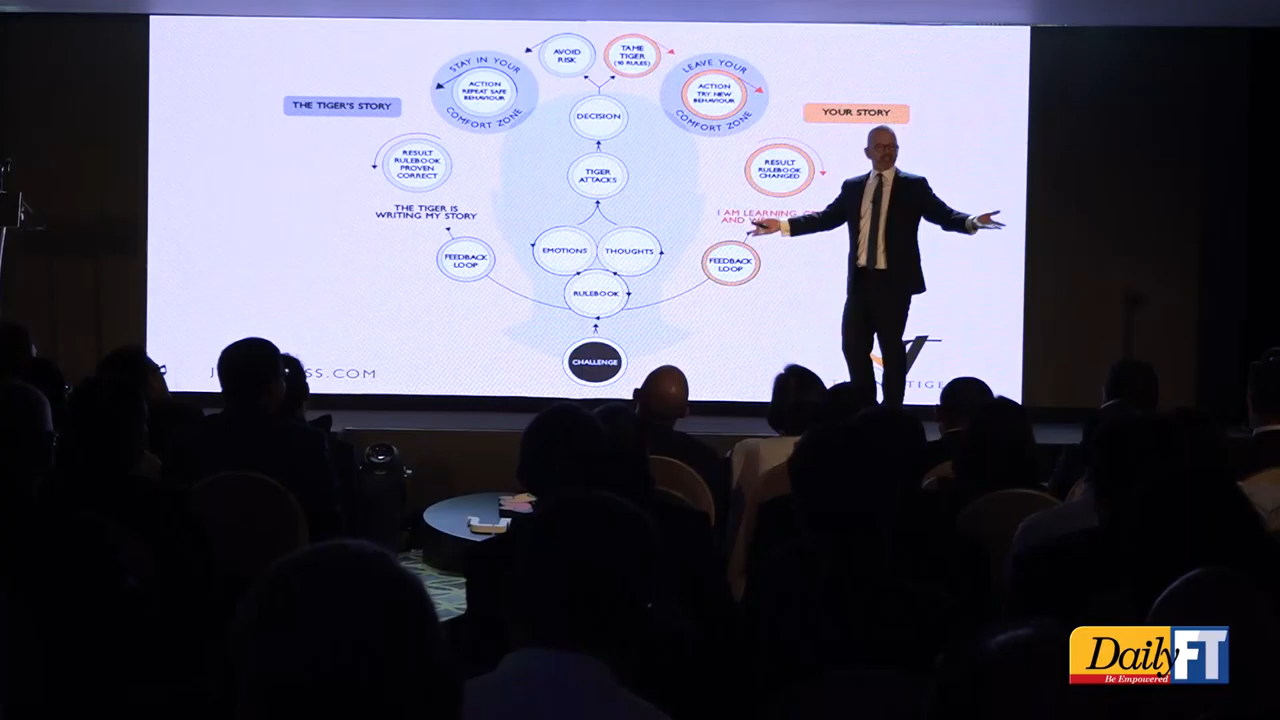 AVOID
RISK
TAME
TIGER
(10 RULES)
STAY IN YOUR
COMFORT ZONE
ACTION
REPEAT SAFE
BEHAVIOUR
LEAVE YOUR
COMFORT ZONE
ACTION
TRY NEW
BEHAVIOUR
THE TIGER'S STORY
YOUR STORY
DECISION
RESULT
RULEBOOK
PROVEN
CORRECT
TIGER
ATTACKS
RESULT
RULEBOOK
CHANGED
THE TIGER IS
WRITING MY STORY
I AM LEARNING,
AND
EMOTIONS
THOUGHTS
FEEDBACK
LOOP
FEEDBACK
LOOP
RULEBOOK
CHALLENGE
Daily FT
Be Empowered